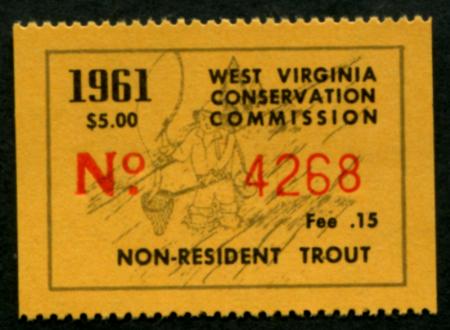 1961
$5.00
WEST VIRGINIA
CONSERVATION
COMMISSION
Nº. 4268
Fee .15
NON-RESIDENT TROUT